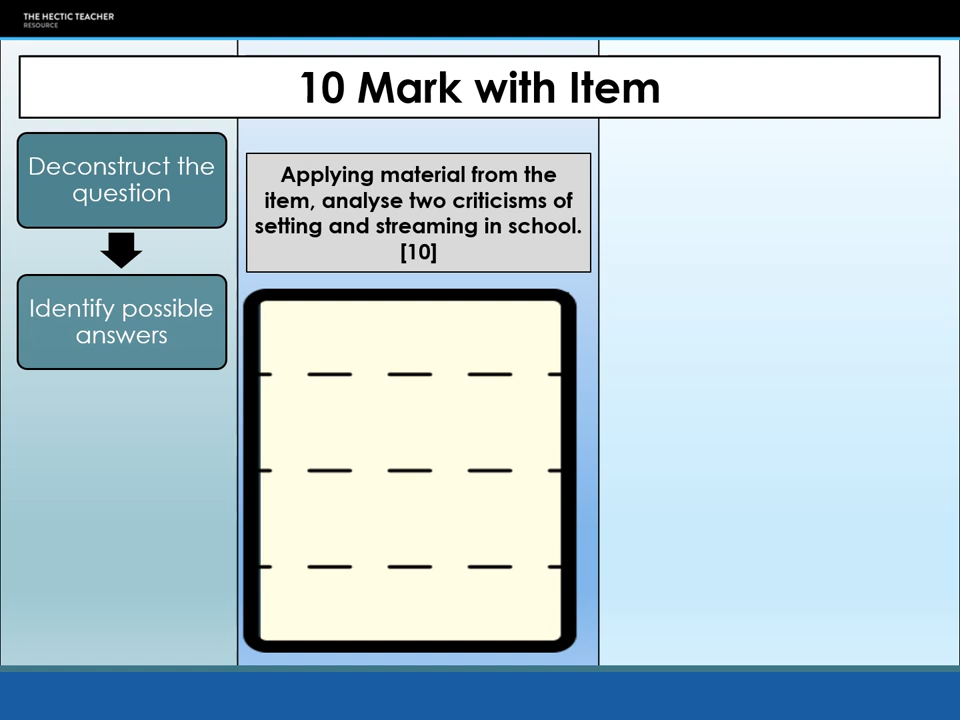 THE HECTIC TEACHER
RESOURCE
10 Mark with Item
Deconstruct the
question
Identify possible
answers
Applying material from the
item, analyse two criticisms of
setting and streaming in school.
[10]